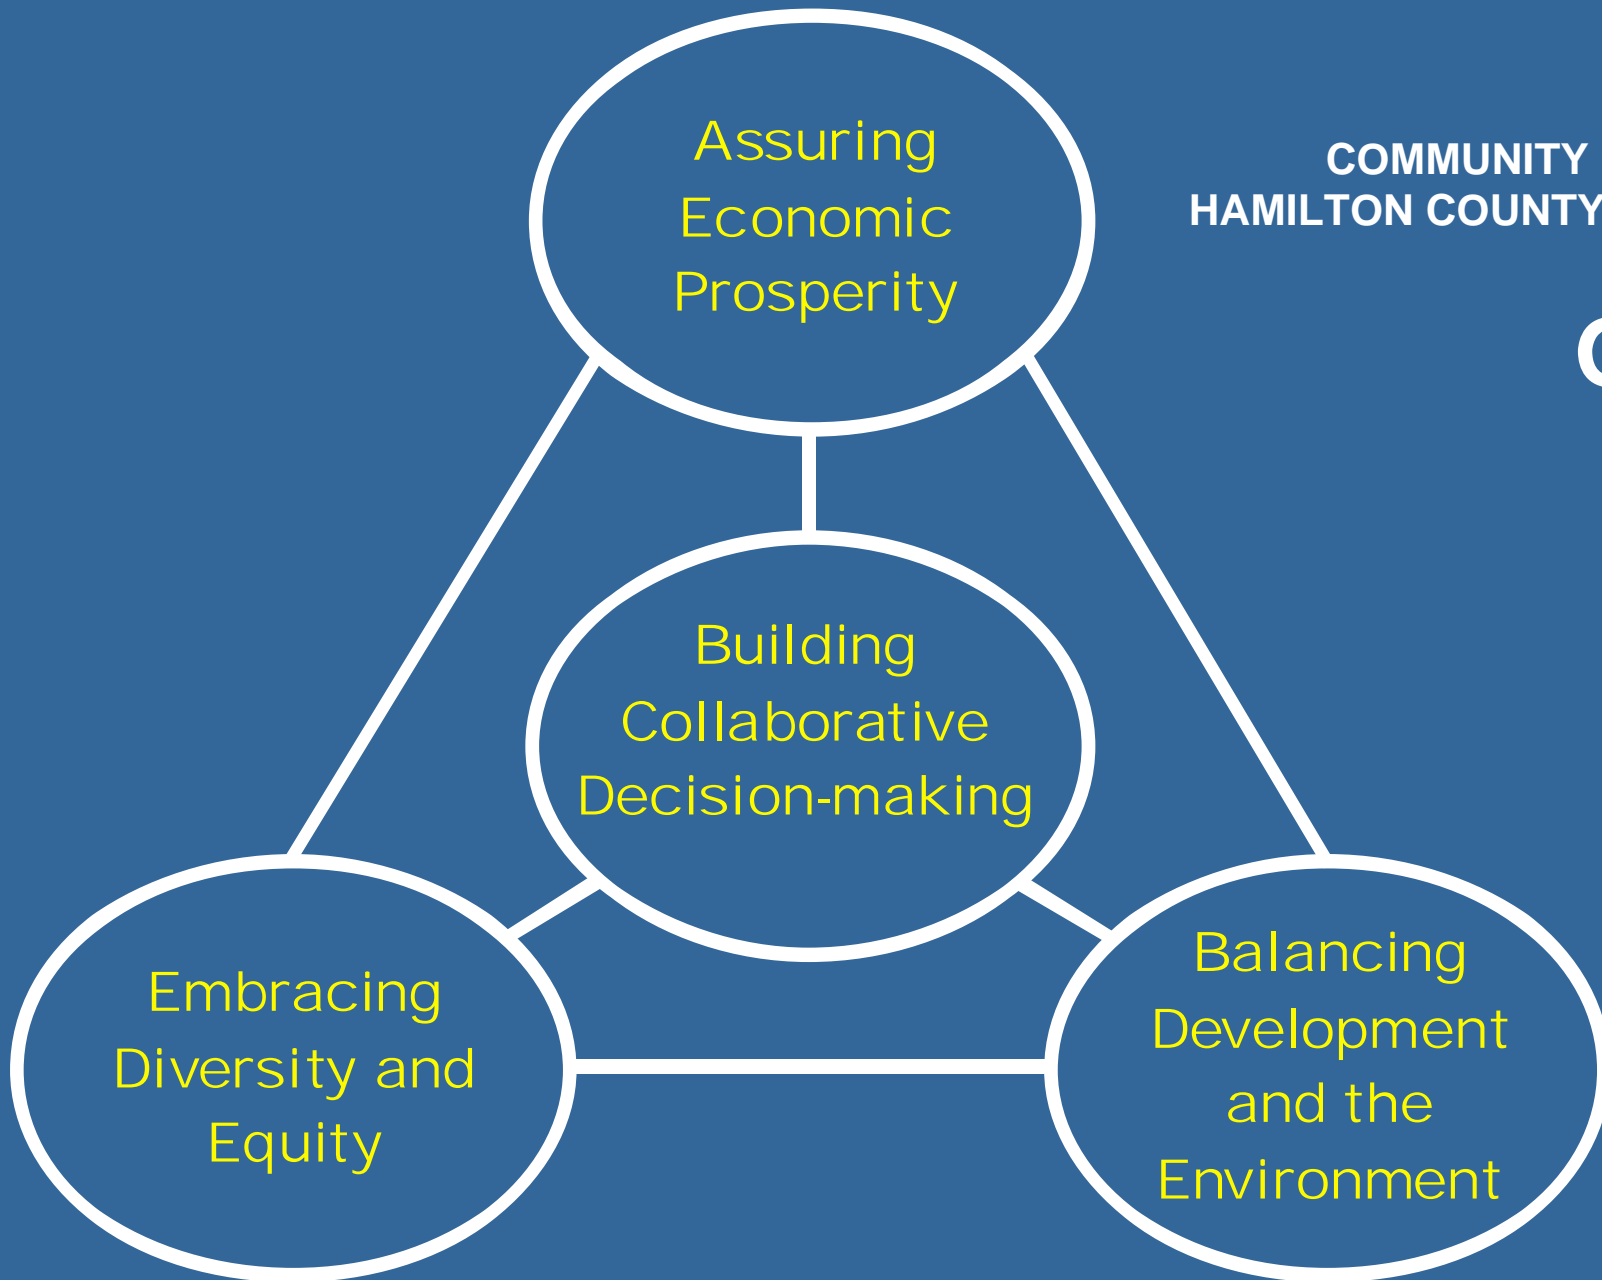 Assuring
Economic
Prosperity
COMMUNITY
HAMILTON COUNTY
Building
Collaborative
Decision-making
Embracing
Diversity and
Equity
Balancing
Development
and the
Environment